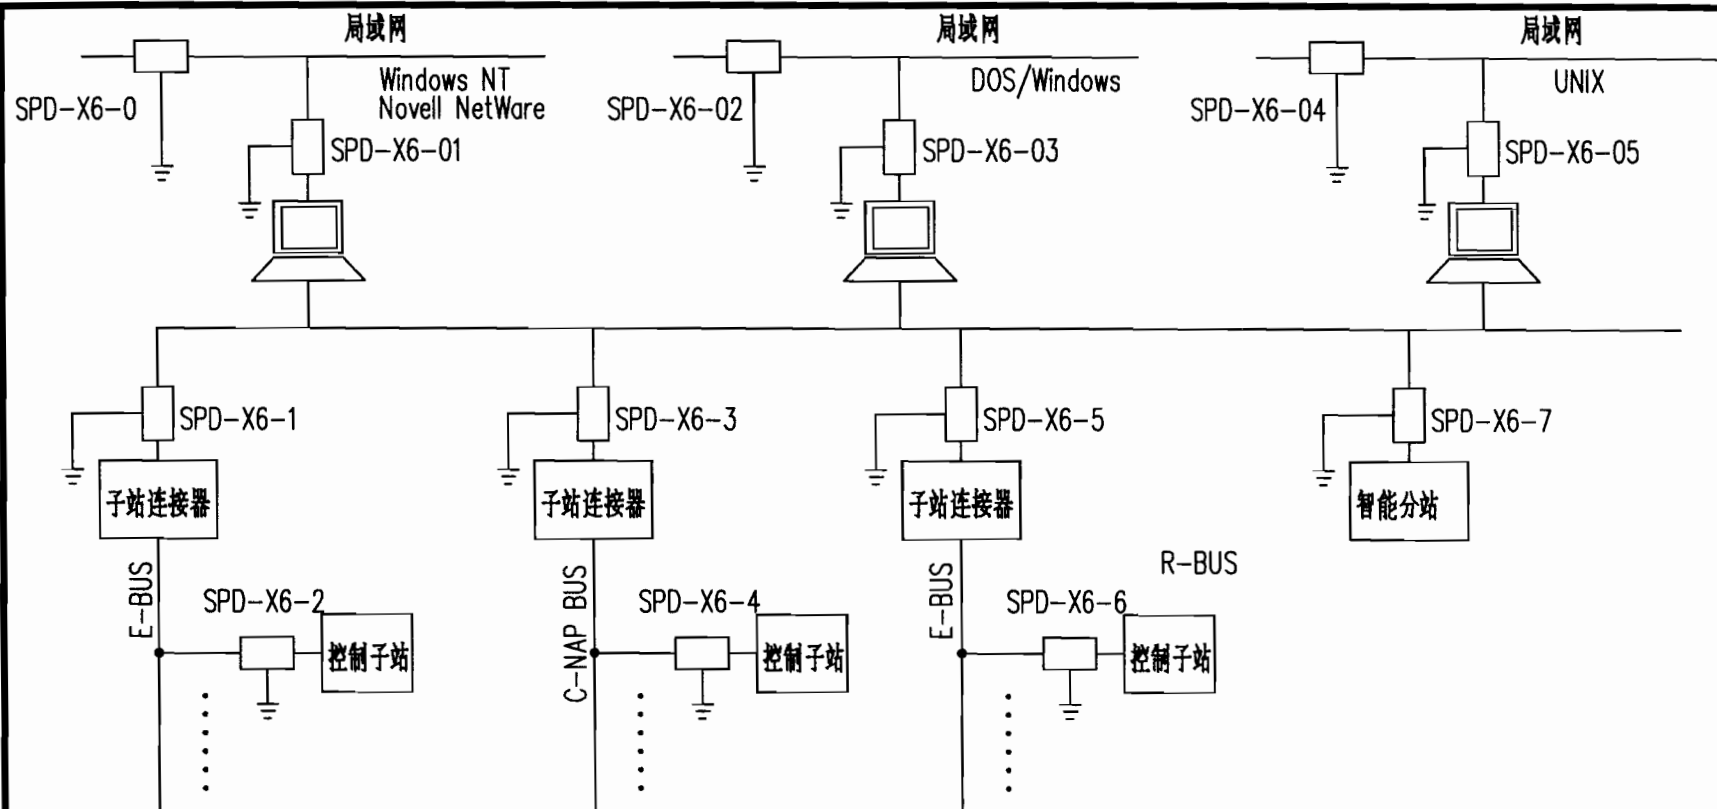 局域网
局域网
局域网
Windows NT
Novell NetWare
DOS/Windows
UNIX
SPD-X6-0
SPD-X6-02
SPD-X6-04
SPD-X6-01
SPD-X6-03
SPD-X6-05
SPD-X6-1
SPD-X6-3
SPD-X6-5
SPD-X6-7
子站连接器
子站连接器
子站连接器
智能分站
E-BUS
C-NAP BUS
E-BUS
R-BUS
SPD-X6-2
SPD-X6-4
SPD-X6-6
控制子站
控制子站
控制子站